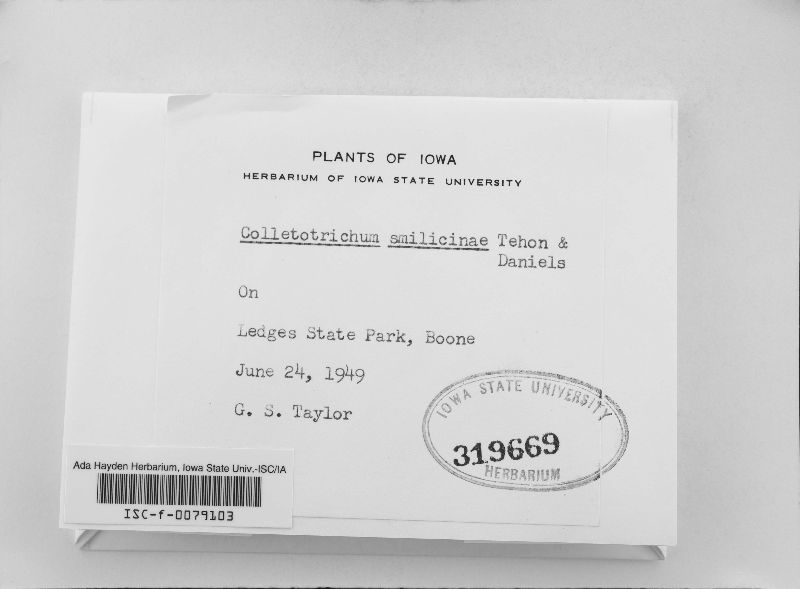 PLANTS OF IOWA
HERBARIUM OF IOWA STATE UNIVERSITY
Colletotrichum smilicinae Tehon &
Daniels
On
Ledges State Park, Boone
June 24, 1949
G. S. Taylor
IOWA STATE UNIVERSITY
319669
HERBARIUM
Ada Hayden Herbarium, Iowa State Univ.-ISC/IA
ISC-f-0079103